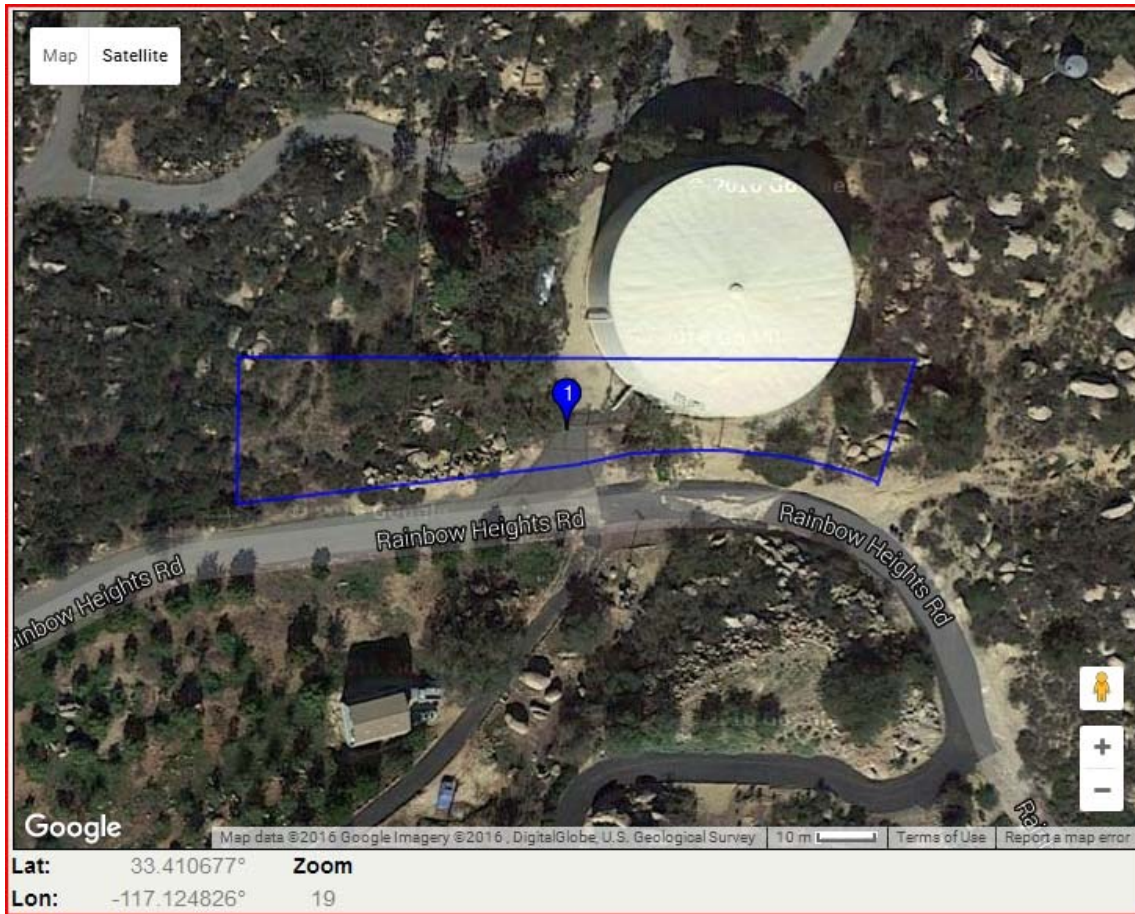 Map Satellite
1
Rainbow Heights Rd
Rainbow Heights Rd
Rainbow Heights Rd
Google
Map data ©2016 Google Imagery ©2016 , DigitalGlobe, U.S. Geological Survey
10 m
Terms of Use
Report a map error
Lat: 33.410677° Zoom
Lon: -117.124826° 19